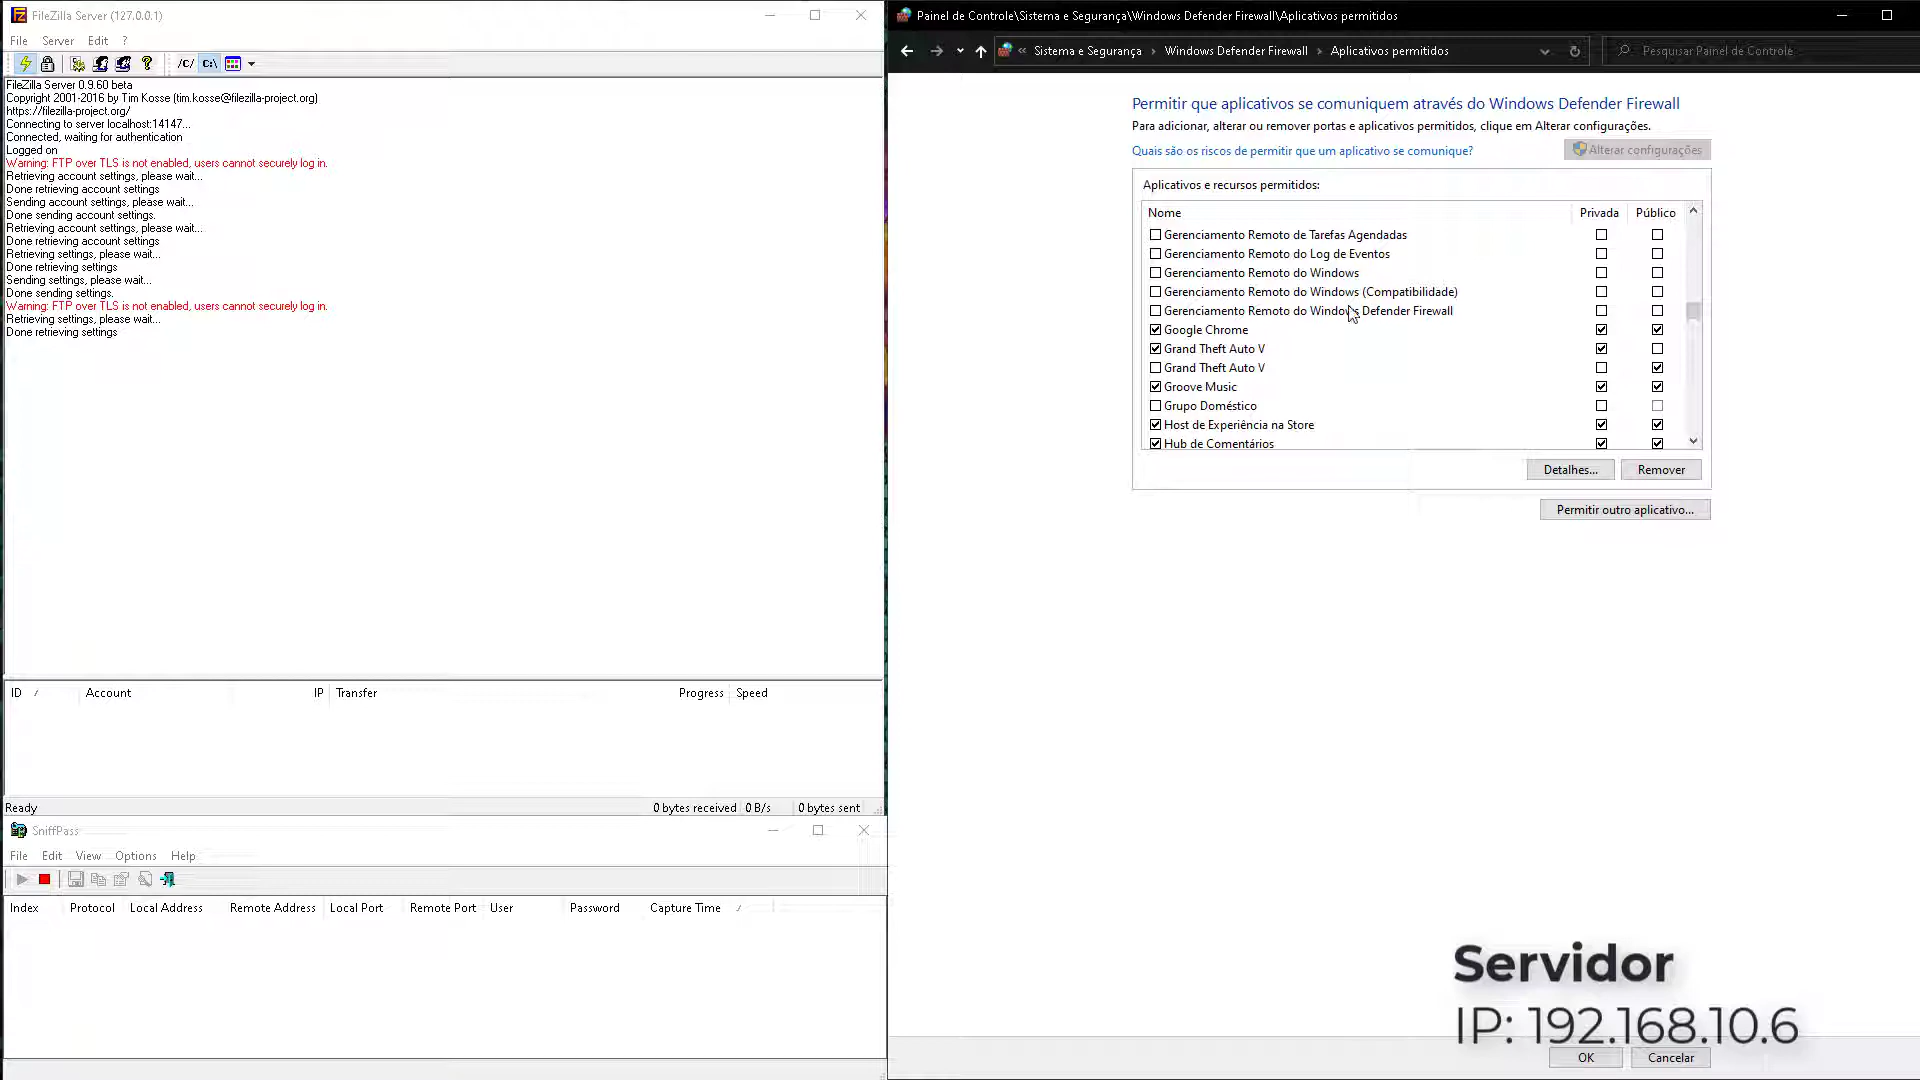 FileZilla Server (127.0.0.1)
File Server Edit ?
/C/ C:\
FileZilla Server 0.9.60 beta
Copyright 2001-2016 by Tim Kosse (tim.kosse@filezilla-project.org)
https://filezilla-project.org/
Connecting to server localhost:14147...
Connected, waiting for authentication
Logged on
Warning: FTP over TLS is not enabled, users cannot securely log in.
Retrieving account settings, please wait...
Done retrieving account settings
Sending account settings, please wait...
Done sending account settings.
Retrieving account settings, please wait...
Done retrieving account settings
Retrieving settings, please wait...
Done retrieving settings
Sending settings, please wait...
Done sending settings.
Warning: FTP over TLS is not enabled, users cannot securely log in.
Retrieving settings, please wait...
Done retrieving settings
ID / Account IP Transfer Progress Speed
Ready 0 bytes received 0 B/s 0 bytes sent
SniffPass
File Edit View Options Help
Index Protocol Local Address Remote Address Local Port Remote Port User Password Capture Time /
Painel de Controle\Sistema e Segurança\Windows Defender Firewall\Aplicativos permitidos
« Sistema e Segurança > Windows Defender Firewall > Aplicativos permitidos Pesquisar Painel de Controle
Permitir que aplicativos se comuniquem através do Windows Defender Firewall
Para adicionar, alterar ou remover portas e aplicativos permitidos, clique em Alterar configurações.
Quais são os riscos de permitir que um aplicativo se comunique? Alterar configurações
Aplicativos e recursos permitidos:
Nome Privada Público
Gerenciamento Remoto de Tarefas Agendadas
Gerenciamento Remoto do Log de Eventos
Gerenciamento Remoto do Windows
Gerenciamento Remoto do Windows (Compatibilidade)
Gerenciamento Remoto do Windows Defender Firewall
Google Chrome
Grand Theft Auto V
Grand Theft Auto V
Groove Music
Grupo Doméstico
Host de Experiência na Store
Hub de Comentários
Detalhes... Remover
Permitir outro aplicativo...
Servidor
IP: 192.168.10.6
OK Cancelar